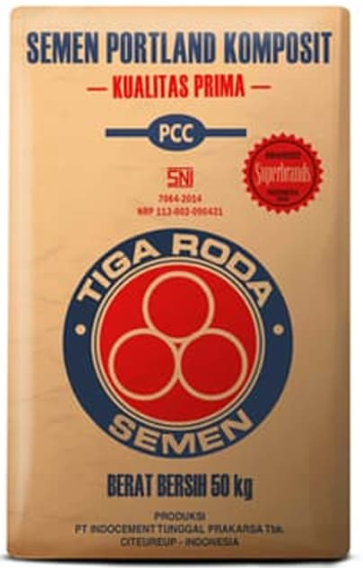 SEMEN PORTLAND KOMPOSIT
— KUALITAS PRIMA —
PCC
SNI
7064-2014
NRP 112-002-090421
Superbrands
TIGA RODA
SEMEN
BERAT BERSIH 50 kg
PRODUKSI
PT INDOCEMENT TUNGGAL PRAKARSA Tbk.
CITEUREUP - INDONESIA